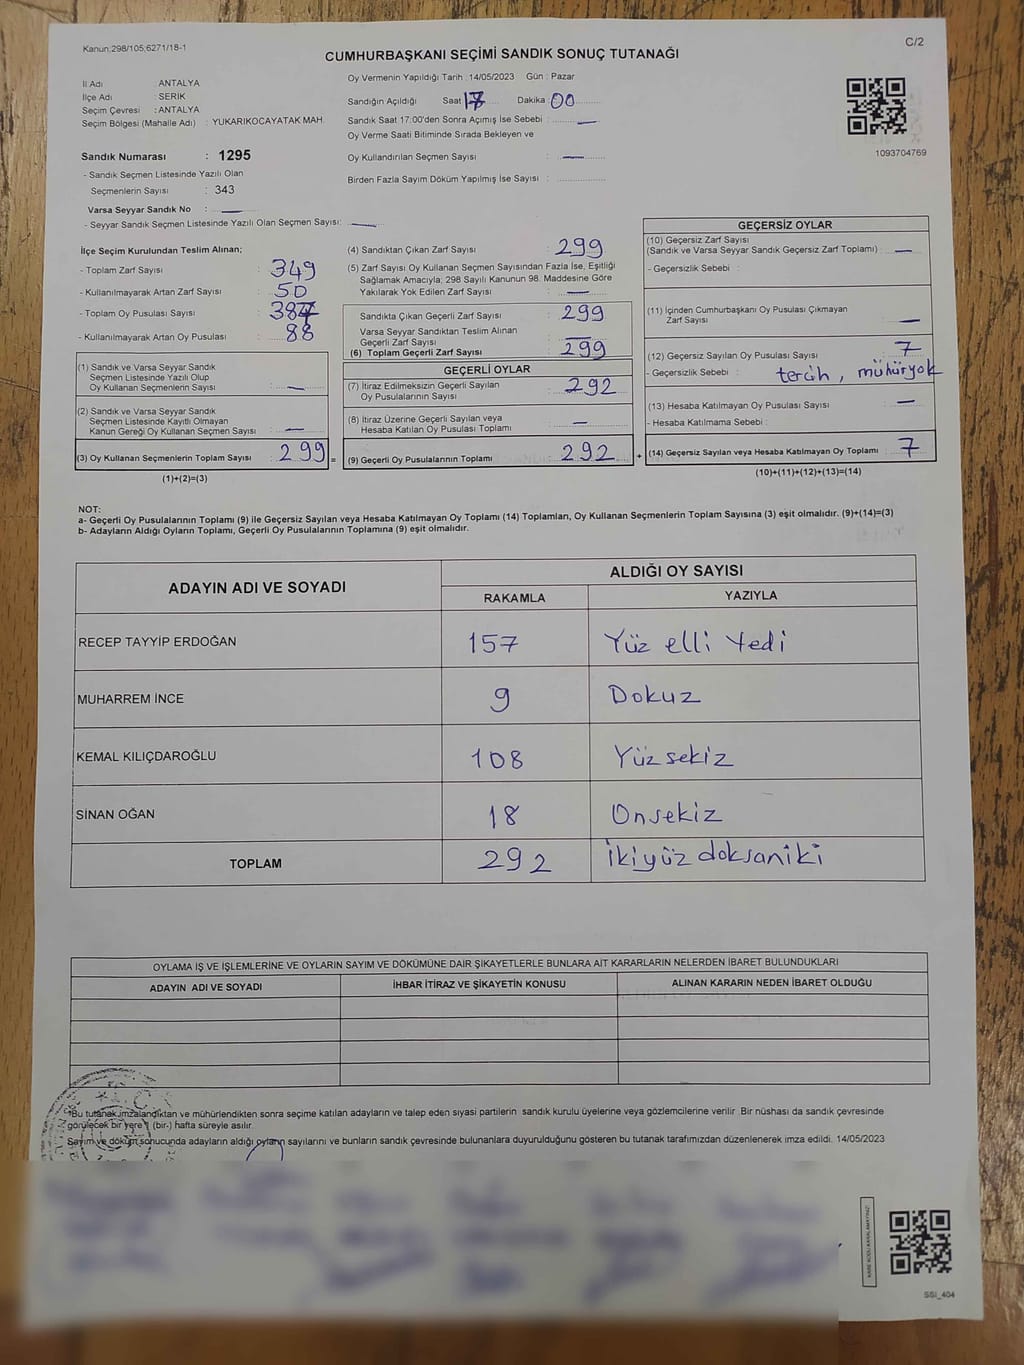 Kanun;298/105;6271/18-1
C/2
CUMHURBAŞKANI SEÇİMİ SANDIK SONUÇ TUTANAĞI
İl Adı : ANTALYA
İlçe Adı : SERİK
Seçim Çevresi : ANTALYA
Seçim Bölgesi (Mahalle Adı) : YUKARIKOCAYATAK MAH.
Sandık Numarası : 1295
- Sandık Seçmen Listesinde Yazılı Olan
Seçmenlerin Sayısı : 343
Varsa Seyyar Sandık No : —
- Seyyar Sandık Seçmen Listesinde Yazılı Olan Seçmen Sayısı: —
Oy Vermenin Yapıldığı Tarih : 14/05/2023 Gün : Pazar
Sandığın Açıldığı Saat 17 Dakika : 00
Sandık Saat 17:00'den Sonra Açımış İse Sebebi : —
Oy Verme Saati Bitiminde Sırada Bekleyen ve
Oy Kullandırılan Seçmen Sayısı : —
Birden Fazla Sayım Döküm Yapılmış İse Sayısı :
1093704769
İlçe Seçim Kurulundan Teslim Alınan;
- Toplam Zarf Sayısı : 349
- Kullanılmayarak Artan Zarf Sayısı : 50
- Toplam Oy Pusulası Sayısı : 387
- Kullanılmayarak Artan Oy Pusulası : 88
(1) Sandık ve Varsa Seyyar Sandık
Seçmen Listesinde Yazılı Olup
Oy Kullanan Seçmenlerin Sayısı : —
(2) Sandık ve Varsa Seyyar Sandık
Seçmen Listesinde Kayıtlı Olmayan
Kanun Gereği Oy Kullanan Seçmen Sayısı : —
(3) Oy Kullanan Seçmenlerin Toplam Sayısı : 299 =
(1)+(2)=(3)
(4) Sandıktan Çıkan Zarf Sayısı : 299
(5) Zarf Sayısı Oy Kullanan Seçmen Sayısından Fazla İse, Eşitliği
Sağlamak Amacıyla; 298 Sayılı Kanunun 98. Maddesine Göre
Yakılarak Yok Edilen Zarf Sayısı : —
Sandıkta Çıkan Geçerli Zarf Sayısı : 299
Varsa Seyyar Sandıktan Teslim Alınan
Geçerli Zarf Sayısı : —
(6) Toplam Geçerli Zarf Sayısı : 299
GEÇERLİ OYLAR
(7) İtiraz Edilmeksizin Geçerli Sayılan
Oy Pusulalarının Sayısı : 292
(8) İtiraz Üzerine Geçerli Sayılan veya
Hesaba Katılan Oy Pusulası Toplamı : —
(9) Geçerli Oy Pusulalarının Toplamı : 292 +
GEÇERSİZ OYLAR
(10) Geçersiz Zarf Sayısı
(Sandık ve Varsa Seyyar Sandık Geçersiz Zarf Toplamı) : —
- Geçersizlik Sebebi :
(11) İçinden Cumhurbaşkanı Oy Pusulası Çıkmayan
Zarf Sayısı : —
(12) Geçersiz Sayılan Oy Pusulası Sayısı : 7
- Geçersizlik Sebebi : tercih, mühüryok
(13) Hesaba Katılmayan Oy Pusulası Sayısı : —
- Hesaba Katılmama Sebebi :
(14) Geçersiz Sayılan veya Hesaba Katılmayan Oy Toplamı : 7
(10)+(11)+(12)+(13)=(14)
NOT:
a- Geçerli Oy Pusulalarının Toplamı (9) ile Geçersiz Sayılan veya Hesaba Katılmayan Oy Toplamı (14) Toplamları, Oy Kullanan Seçmenlerin Toplam Sayısına (3) eşit olmalıdır. (9)+(14)=(3)
b- Adayların Aldığı Oyların Toplamı, Geçerli Oy Pusulalarının Toplamına (9) eşit olmalıdır.
ADAYIN ADI VE SOYADI ALDIĞI OY SAYISI
RAKAMLA YAZIYLA
RECEP TAYYİP ERDOĞAN 157 Yüz elli Yedi
MUHARREM İNCE 9 Dokuz
KEMAL KILIÇDAROĞLU 108 Yüzsekiz
SİNAN OĞAN 18 Onsekiz
TOPLAM 292 İkiyüz doksaniki
OYLAMA İŞ VE İŞLEMLERİNE VE OYLARIN SAYIM VE DÖKÜMÜNE DAİR ŞİKAYETLERLE BUNLARA AİT KARARLARIN NELERDEN İBARET BULUNDUKLARI
ADAYIN ADI VE SOYADI İHBAR İTİRAZ VE ŞİKAYETİN KONUSU ALINAN KARARIN NEDEN İBARET OLDUĞU
*Bu tutanak,imzalandıktan ve mühürlendikten sonra seçime katılan adayların ve talep eden siyasi partilerin sandık kurulu üyelerine veya gözlemcilerine verilir .Bir nüshası da sandık çevresinde
görülecek bir yere 1 (bir-) hafta süreyle asılır.
Sayım ve döküm sonucunda adayların aldığı oyların sayılarını ve bunların sandık çevresinde bulunanlara duyurulduğunu gösteren bu tutanak tarafımızdan düzenlenerek imza edildi. 14/05/2023
SSI_404